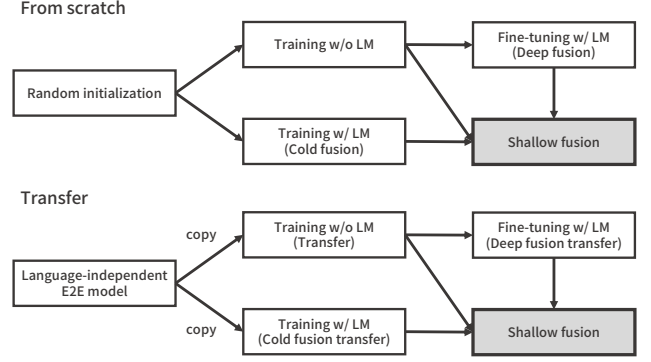 From scratch
Training w/o LM
Fine-tuning w/ LM
(Deep fusion)
Random initialization
Training w/ LM
(Cold fusion)
Shallow fusion
Transfer
copy
Training w/o LM
(Transfer)
Fine-tuning w/ LM
(Deep fusion transfer)
Language-independent
E2E model
copy
Training w/ LM
(Cold fusion transfer)
Shallow fusion